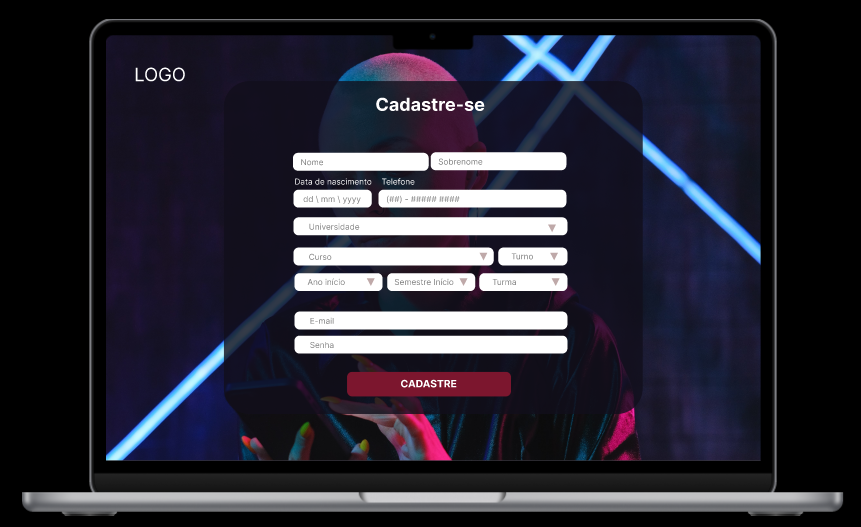 LOGO
Cadastre-se
Nome Sobrenome
Data de nascimento Telefone
dd \ mm \ yyyy (##) - ##### ####
Universidade
Curso Turno
Ano início Semestre Início Turma
E-mail
Senha
CADASTRE